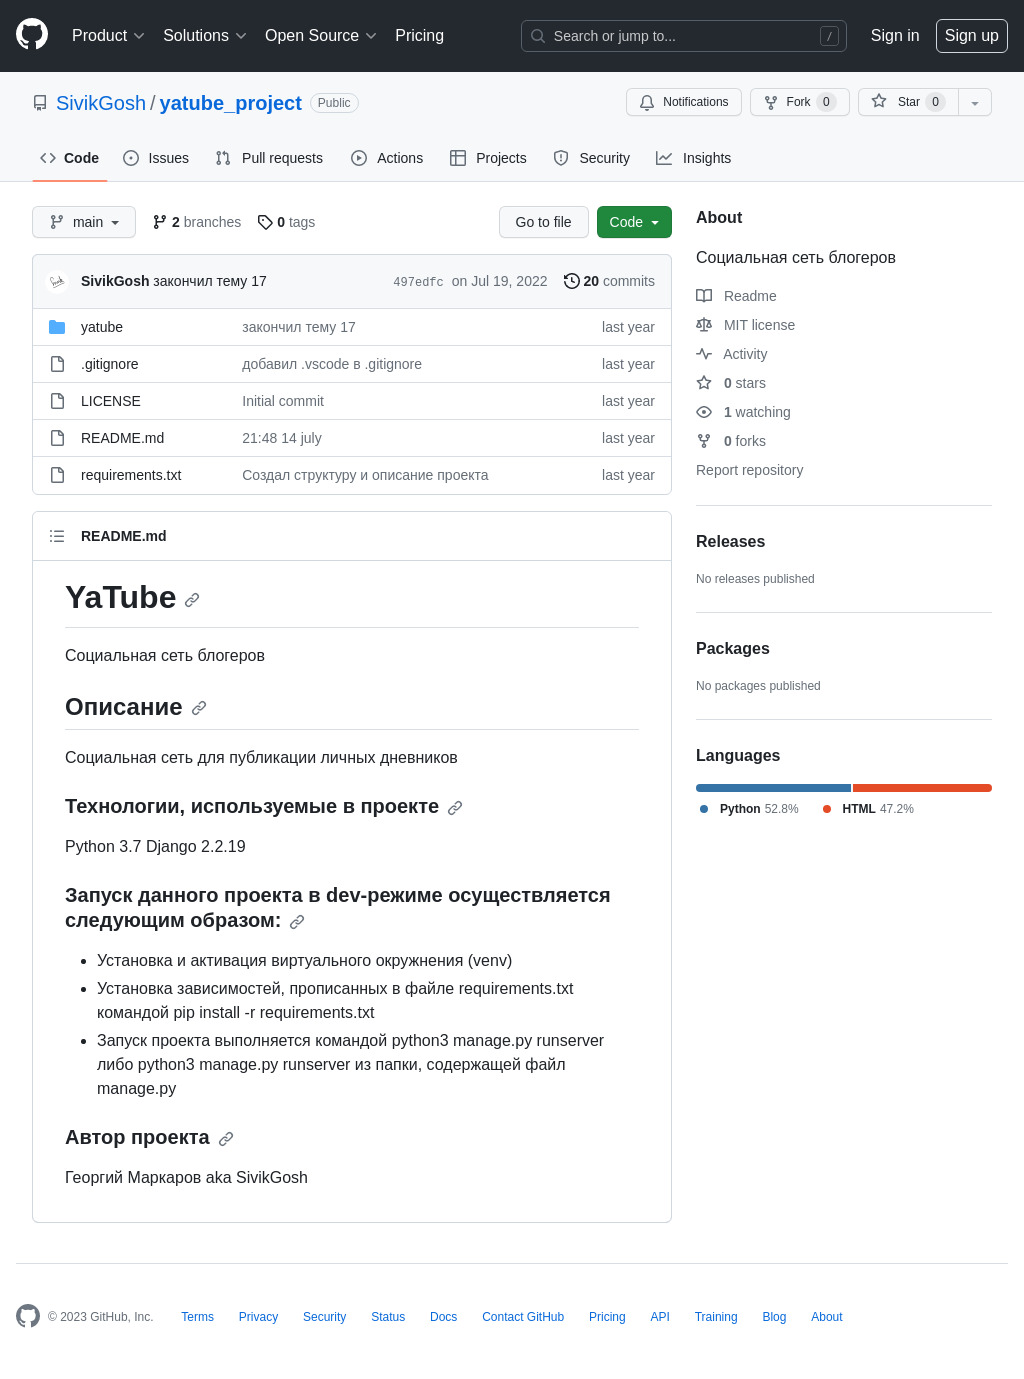 Product Solutions Open Source Pricing Search or jump to... / Sign in Sign up
SivikGosh / yatube_project Public Notifications Fork 0 Star 0
Code Issues Pull requests Actions Projects Security Insights
main 2 branches 0 tags Go to file Code
SivikGosh закончил тему 17 497edfc on Jul 19, 2022 20 commits
yatube закончил тему 17 last year
.gitignore добавил .vscode в .gitignore last year
LICENSE Initial commit last year
README.md 21:48 14 july last year
requirements.txt Создал структуру и описание проекта last year
README.md
YaTube
Социальная сеть блогеров
Описание
Социальная сеть для публикации личных дневников
Технологии, используемые в проекте
Python 3.7 Django 2.2.19
Запуск данного проекта в dev-режиме осуществляется
следующим образом:
Установка и активация виртуального окружения (venv)
Установка зависимостей, прописанных в файле requirements.txt
командой pip install -r requirements.txt
Запуск проекта выполняется командой python3 manage.py runserver
либо python3 manage.py runserver из папки, содержащей файл
manage.py
Автор проекта
Георгий Маркаров aka SivikGosh
About
Социальная сеть блогеров
Readme
MIT license
Activity
0 stars
1 watching
0 forks
Report repository
Releases
No releases published
Packages
No packages published
Languages
Python 52.8% HTML 47.2%
© 2023 GitHub, Inc. Terms Privacy Security Status Docs Contact GitHub Pricing API Training Blog About